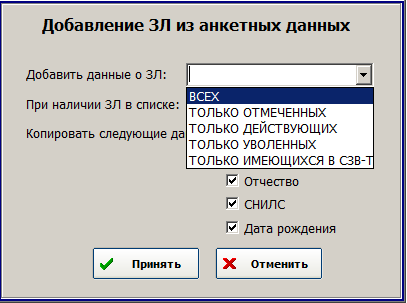 Добавление ЗЛ из анкетных данных
Добавить данные о ЗЛ:
ВСЕХ
При наличии ЗЛ в списке:
ТОЛЬКО ОТМЕЧЕННЫХ
ТОЛЬКО ДЕЙСТВУЮЩИХ
Копировать следующие да
ТОЛЬКО УВОЛЕННЫХ
ТОЛЬКО ИМЕЮЩИХСЯ В СЗВ-Т
Отчество
СНИЛС
Дата рождения
Принять
Отменить